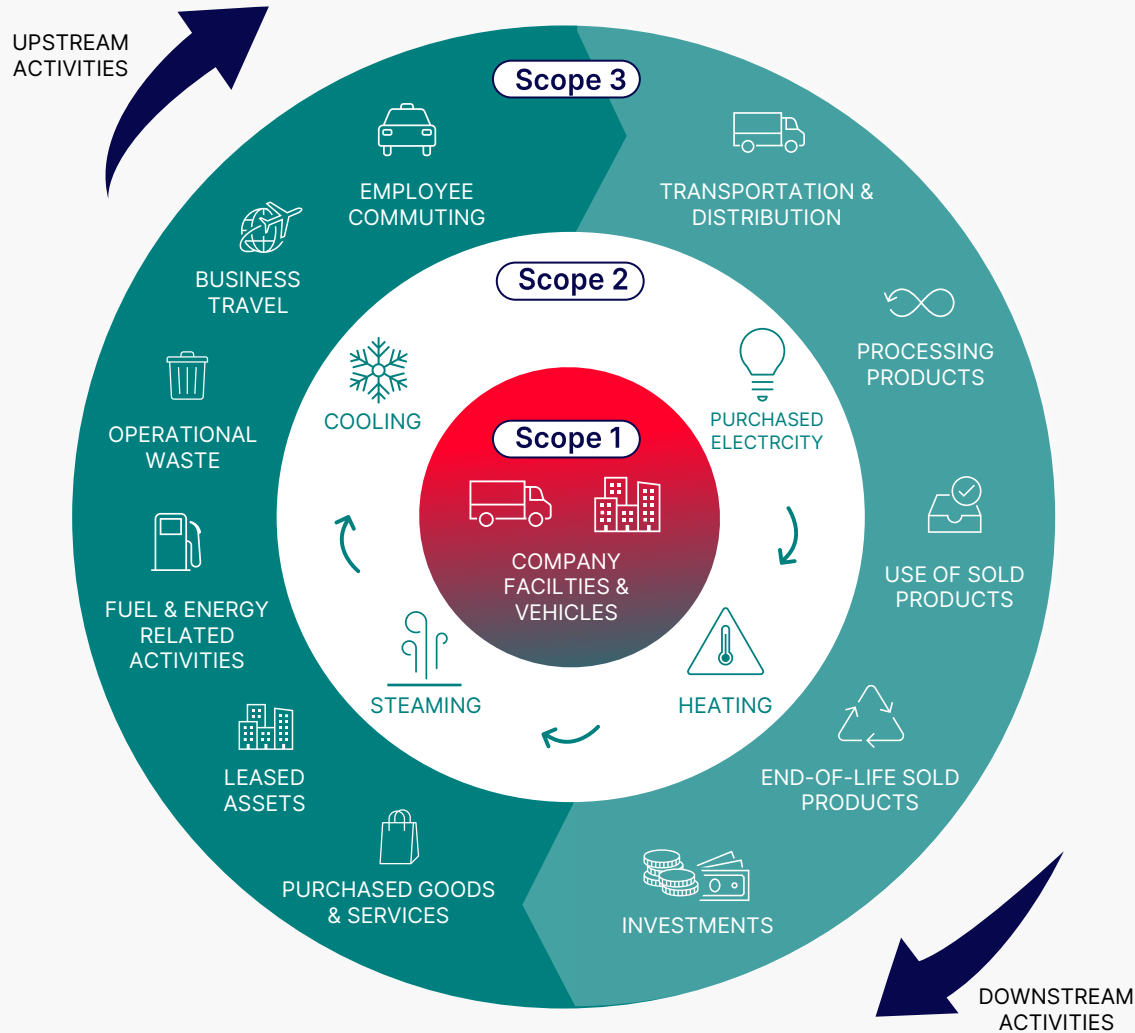 UPSTREAM
ACTIVITIES
Scope 3
EMPLOYEE
COMMUTING
TRANSPORTATION &
DISTRIBUTION
BUSINESS
TRAVEL
Scope 2
PROCESSING
PRODUCTS
COOLING
PURCHASED
ELECTRCITY
OPERATIONAL
WASTE
Scope 1
COMPANY
FACILTIES &
VEHICLES
USE OF SOLD
PRODUCTS
FUEL & ENERGY
RELATED
ACTIVITIES
STEAMING
HEATING
LEASED
ASSETS
END-OF-LIFE SOLD
PRODUCTS
PURCHASED GOODS
& SERVICES
INVESTMENTS
DOWNSTREAM
ACTIVITIES